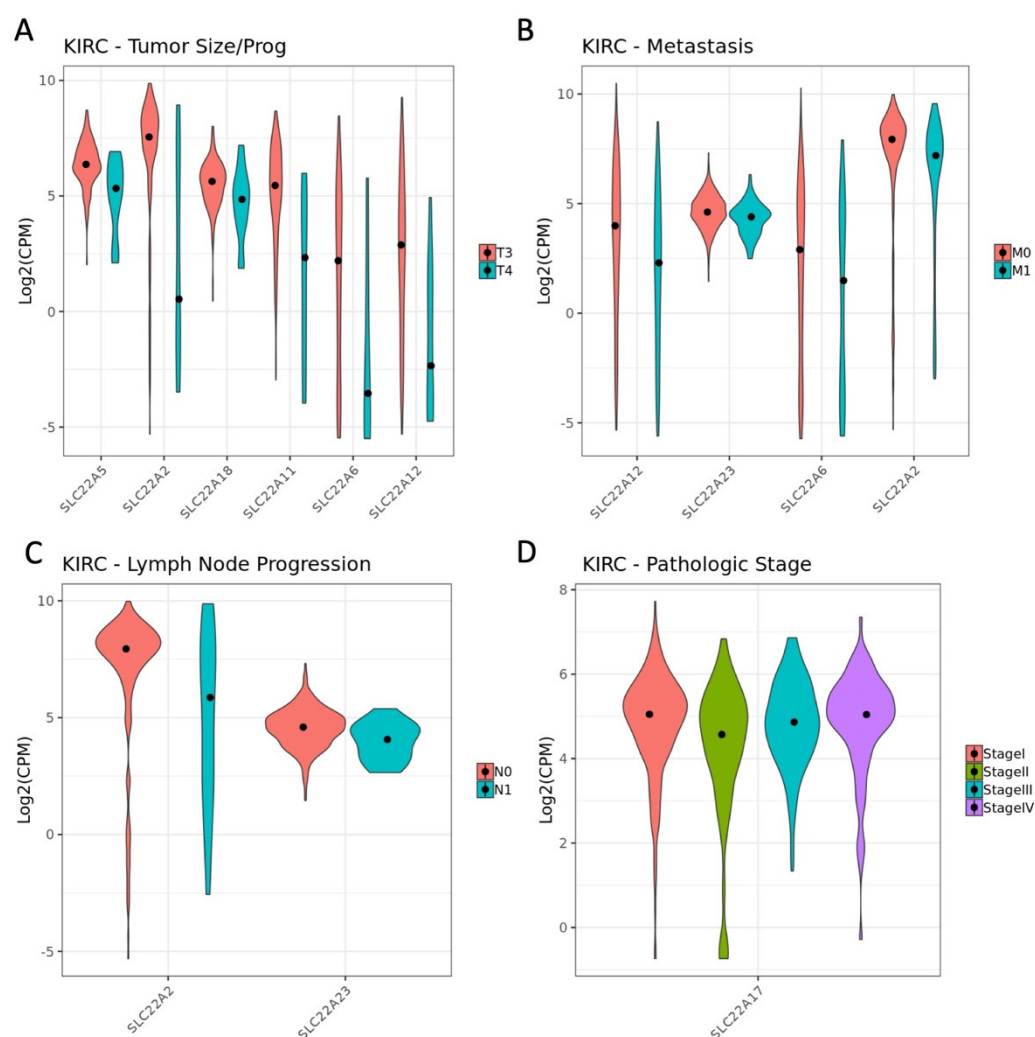 A
KIRC - Tumor Size/Prog
Log2(CPM)
10
5
0
-5
SLC22A5
SLC22A2
SLC22A18
SLC22A11
SLC22A6
SLC22A12
T3
T4
B
KIRC - Metastasis
Log2(CPM)
10
5
0
-5
SLC22A12
SLC22A23
SLC22A6
SLC22A2
M0
M1
C
KIRC - Lymph Node Progression
Log2(CPM)
10
5
0
-5
SLC22A2
SLC22A23
N0
N1
D
KIRC - Pathologic Stage
Log2(CPM)
8
6
4
2
0
SLC22A17
StageI
StageII
StageIII
StageIV